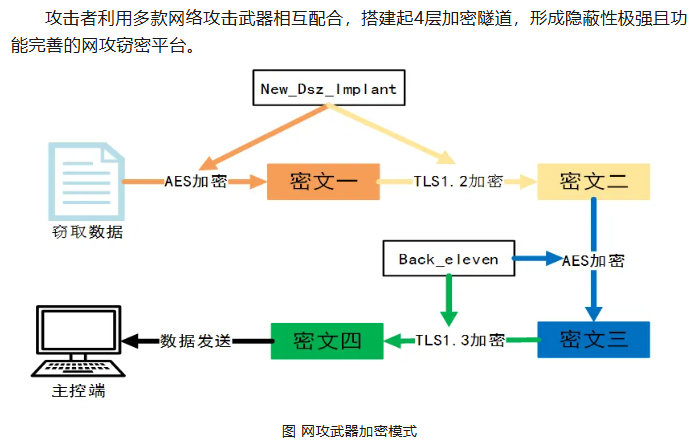 攻击者利用多款网络攻击武器相互配合，搭建起4层加密隧道，形成隐蔽性极强且功
能完善的网攻窃密平台。
New_Dsz_Implant
AES加密
密文一
TLS1.2加密
密文二
窃取数据
Back_eleven
AES加密
主控端
数据发送
密文四
TLS1.3加密
密文三
图 网攻武器加密模式